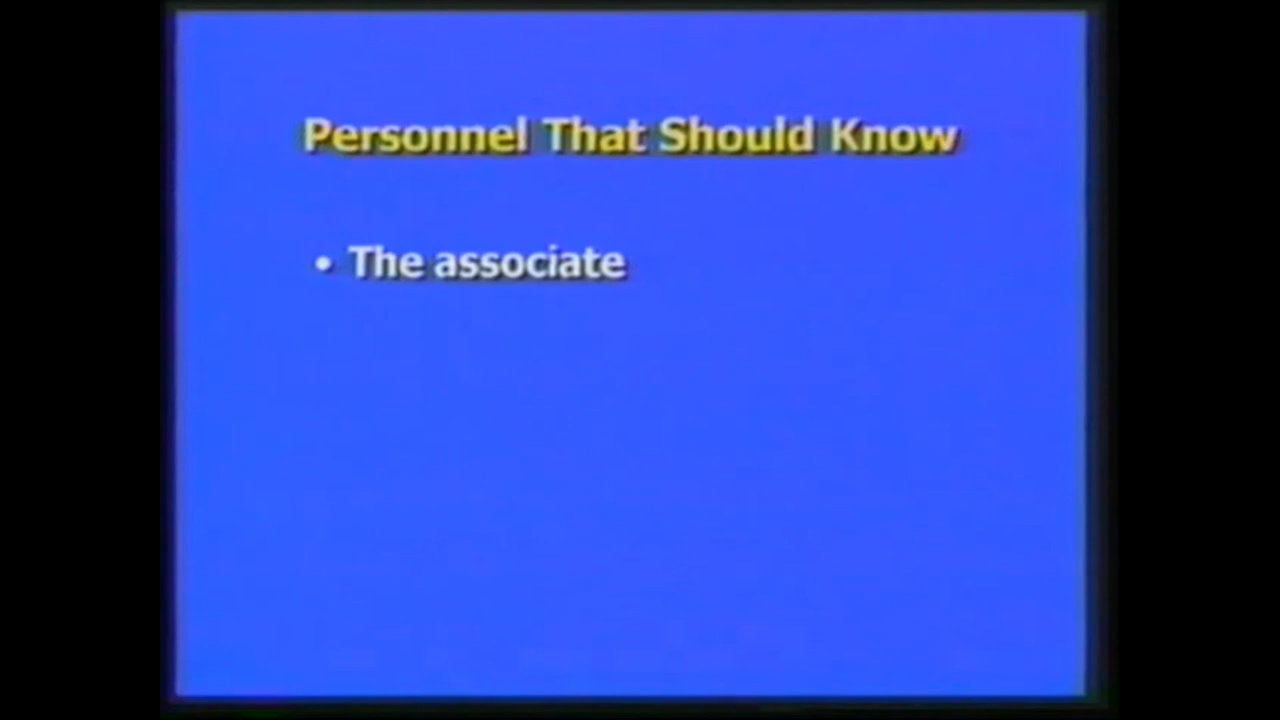 Personnel That Should Know
• The associate